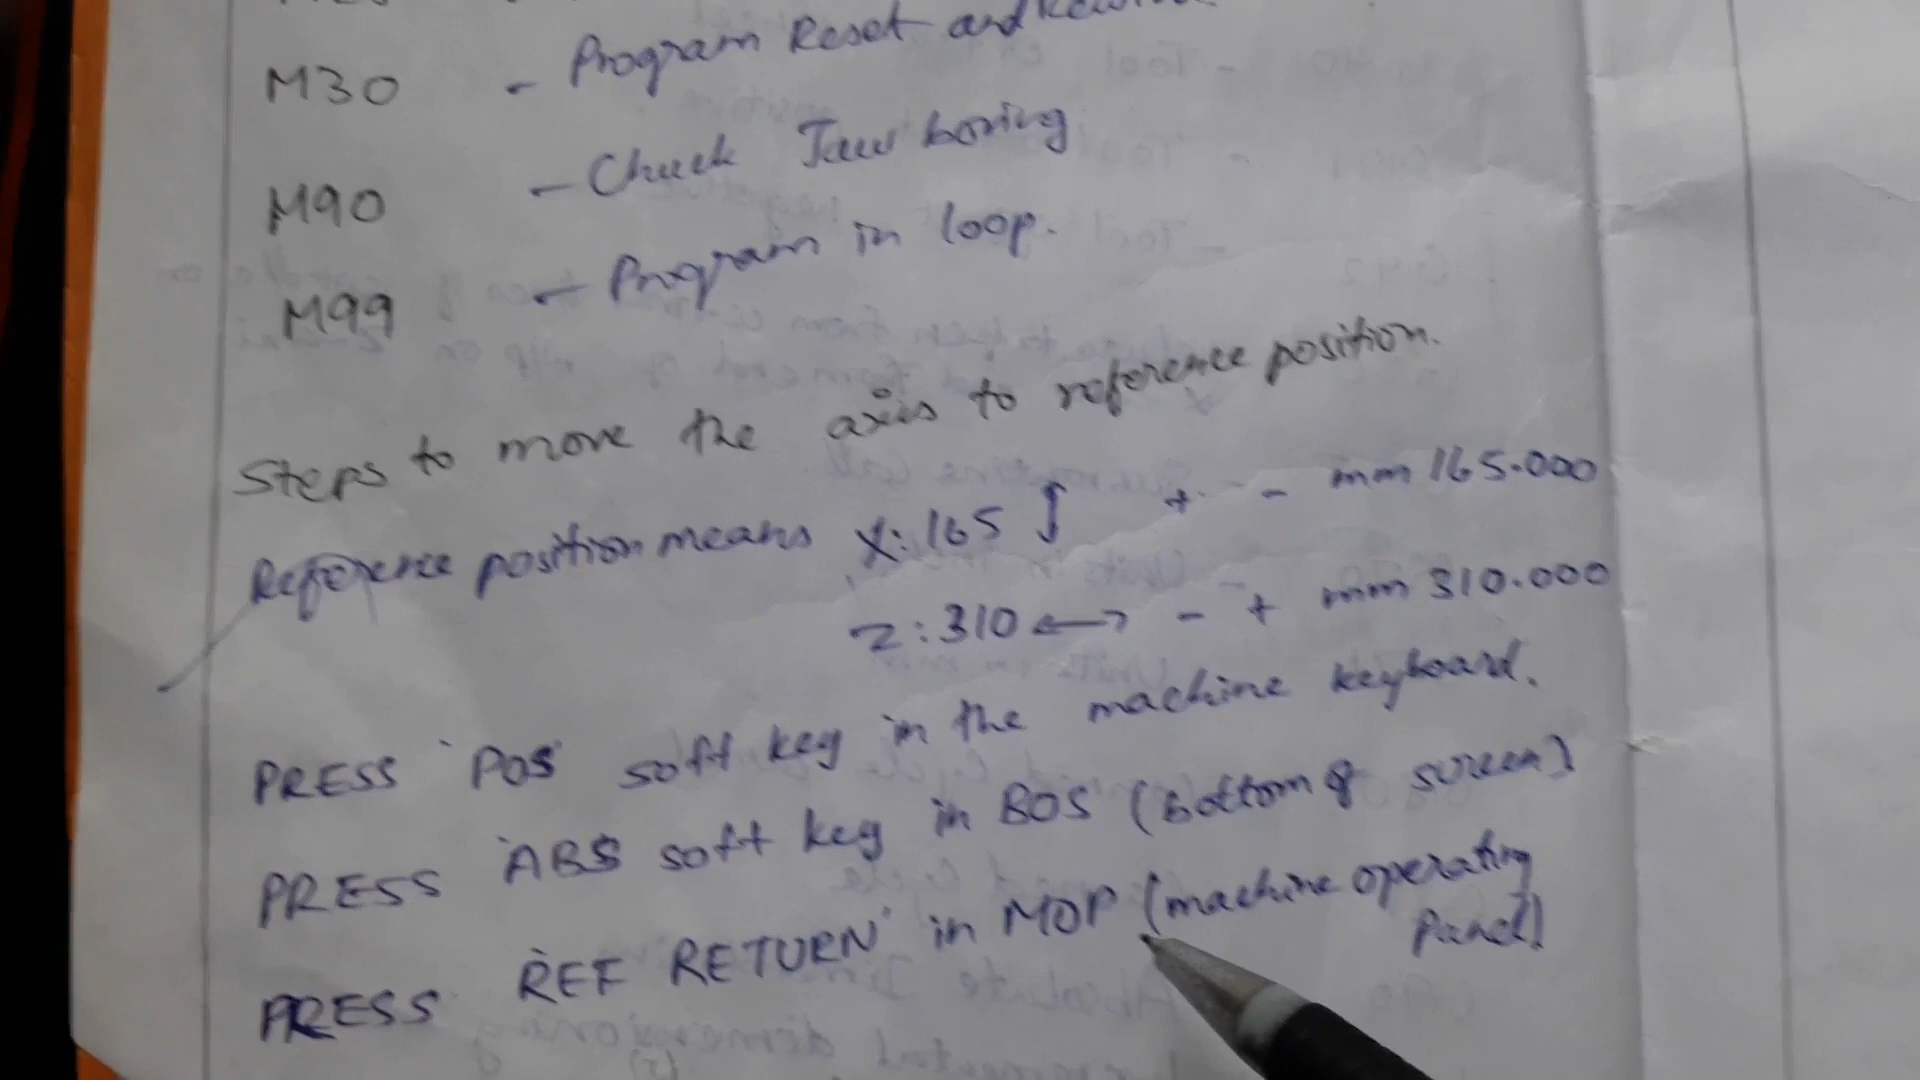 M30 - Program Reset and
M90 - Chuck Jaw boring
M99 - Program in loop.
Steps to move the axis to reference position.
Reference position means X: 165 ↕ + - mm 165.000
Z: 310 ↔ - + mm 310.000
PRESS 'POS' soft key in the machine keyboard.
PRESS 'ABS soft key in BOS (bottom of screen)
PRESS 'REF RETURN' in MOP (machine operating
Panel)